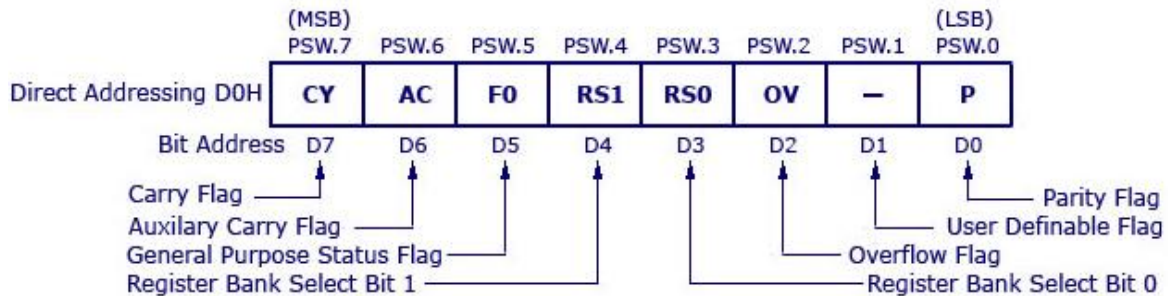 (MSB) (LSB)
PSW.7 PSW.6 PSW.5 PSW.4 PSW.3 PSW.2 PSW.1 PSW.0
Direct Addressing D0H CY AC F0 RS1 RS0 OV — P
Bit Address D7 D6 D5 D4 D3 D2 D1 D0
Carry Flag Parity Flag
Auxilary Carry Flag User Definable Flag
General Purpose Status Flag Overflow Flag
Register Bank Select Bit 1 Register Bank Select Bit 0